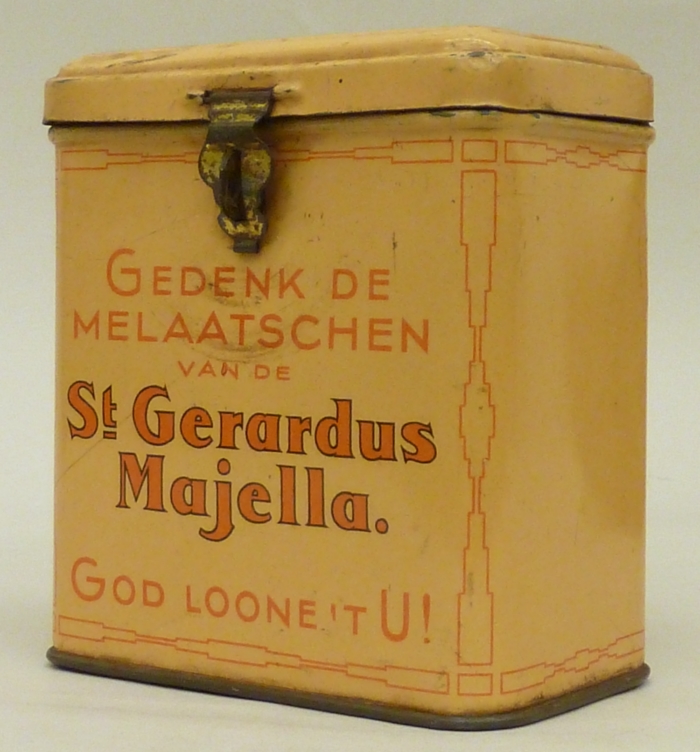 GEDENK DE
MELAATSCHEN
VAN DE
St Gerardus
Majella.
GOD LOONE 'T U!